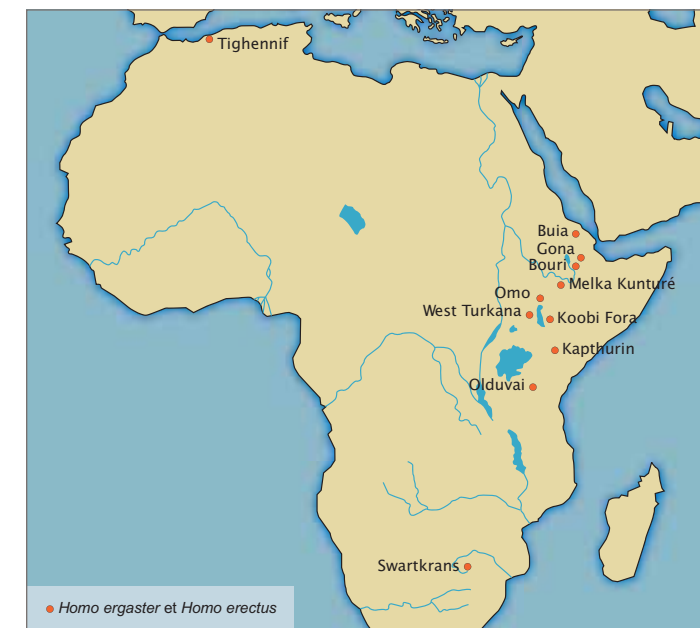 Tighennif
Buia
Gona
Bouri
Melka Kunturé
Omo
West Turkana
Koobi Fora
Kapthurin
Olduvai
Swartkrans
Homo ergaster et Homo erectus